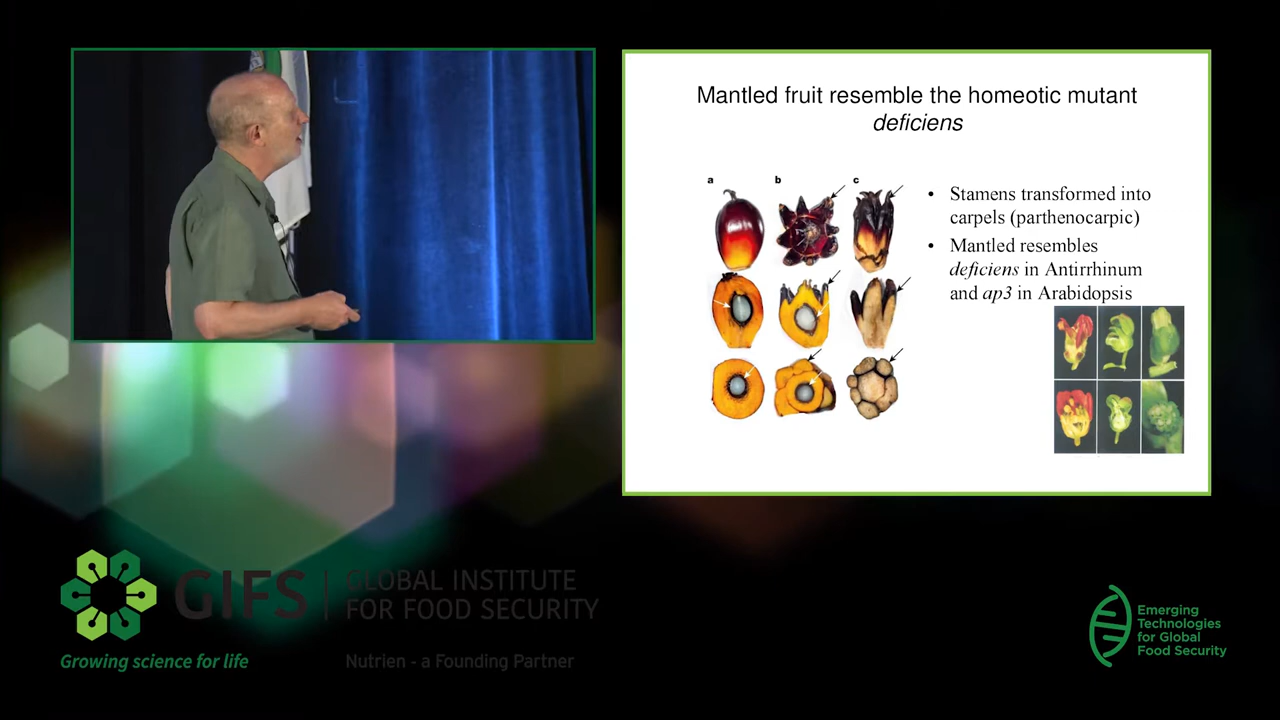 Mantled fruit resemble the homeotic mutant
deficiens
a b c
• Stamens transformed into
carpels (parthenocarpic)
• Mantled resembles
deficiens in Antirrhinum
and ap3 in Arabidopsis
GIFS
GLOBAL INSTITUTE
FOR FOOD SECURITY
Growing science for life
Nutrien - a Founding Partner
Emerging
Technologies
for Global
Food Security